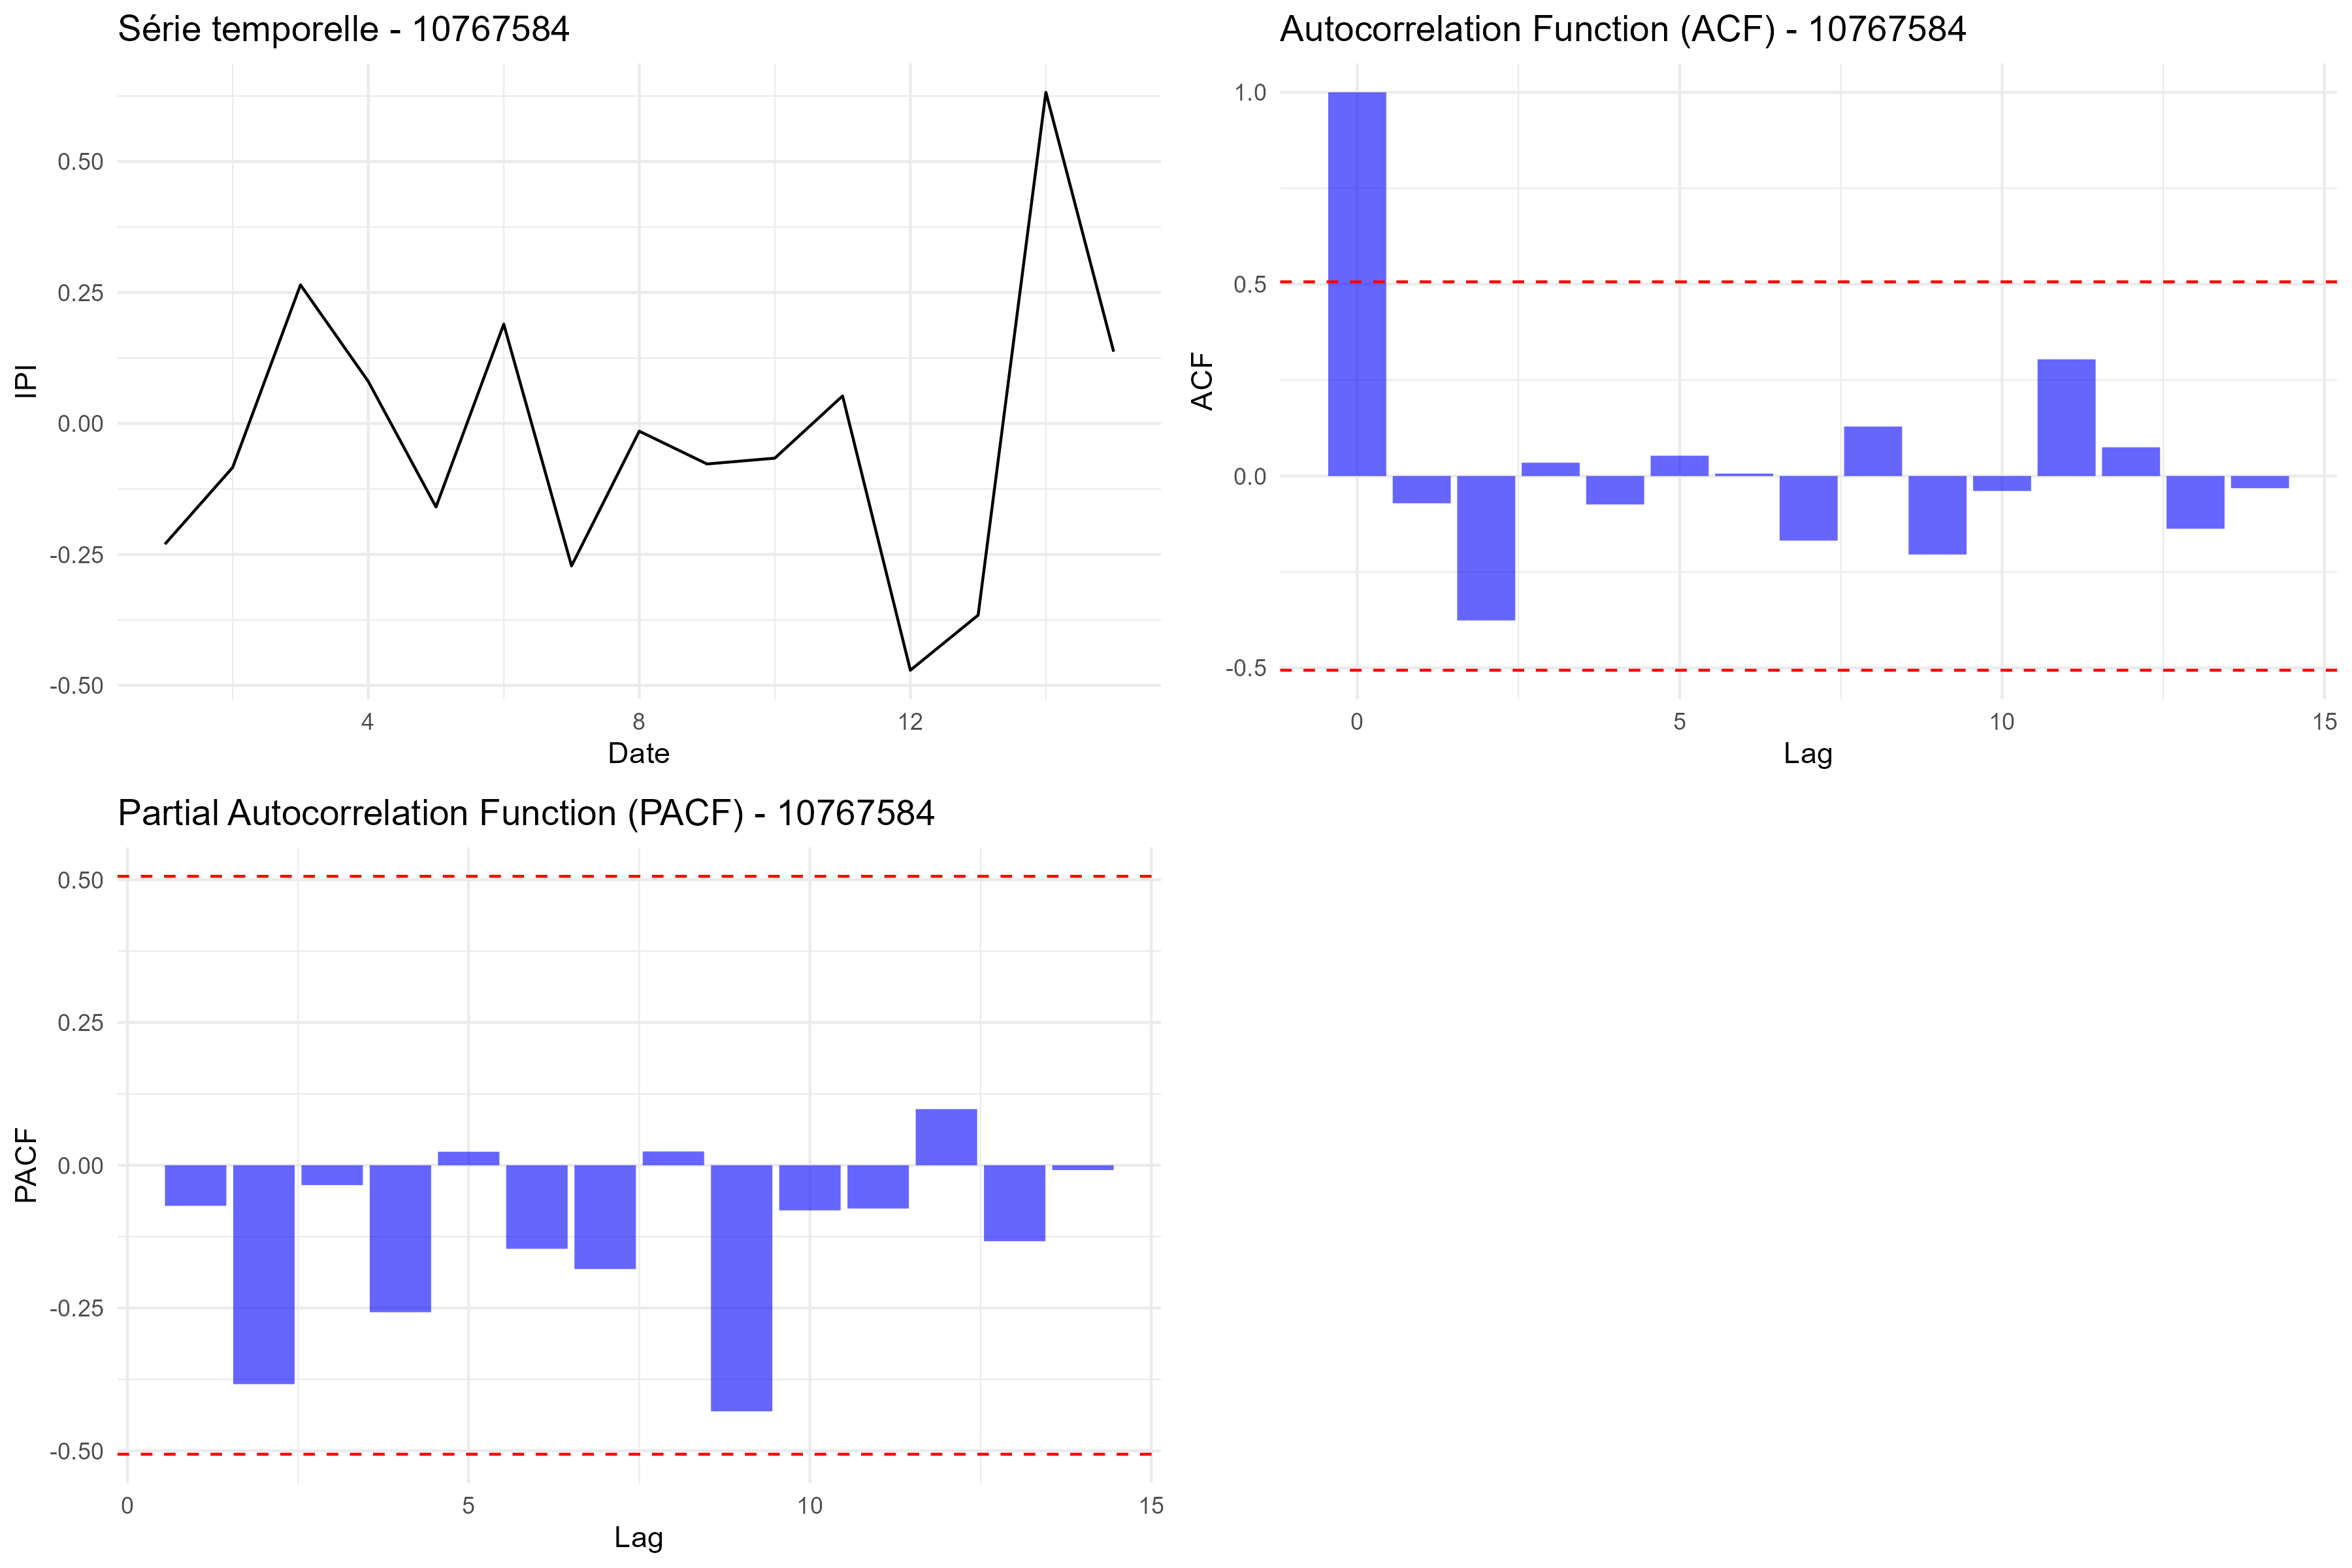 Série temporelle - 10767584
IPI
0.50
0.25
0.00
-0.25
-0.50
4 8 12
Date
Autocorrelation Function (ACF) - 10767584
ACF
1.0
0.5
0.0
-0.5
0 5 10 15
Lag
Partial Autocorrelation Function (PACF) - 10767584
PACF
0.50
0.25
0.00
-0.25
-0.50
0 5 10 15
Lag